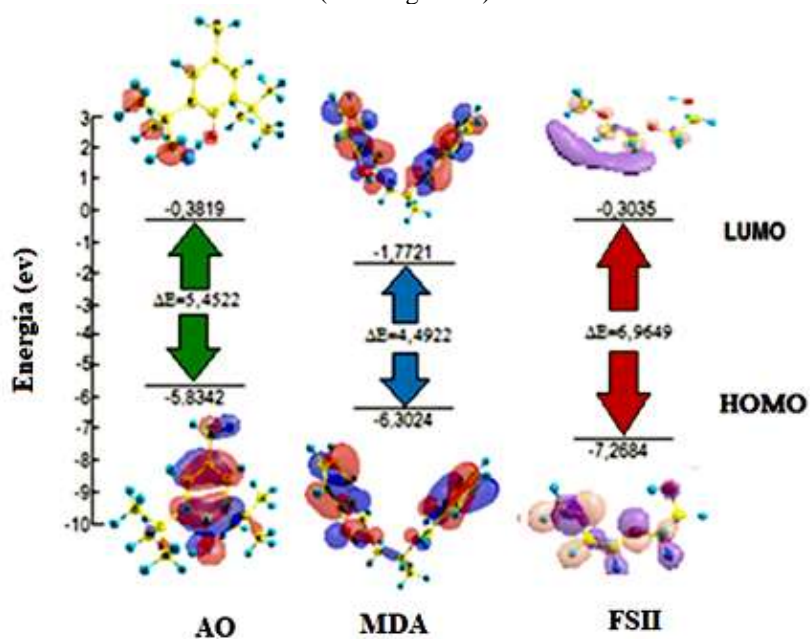 3
2
1
0
-1
-2
-3
-4
-5
-6
-7
-8
-9
-10
Energia (ev)
-0,3819
ΔE=5,4522
-5,8342
-1,7721
ΔE=4,4922
-6,3024
-0,3035
ΔE=6,9649
-7,2684
LUMO
HOMO
AO
MDA
FSII